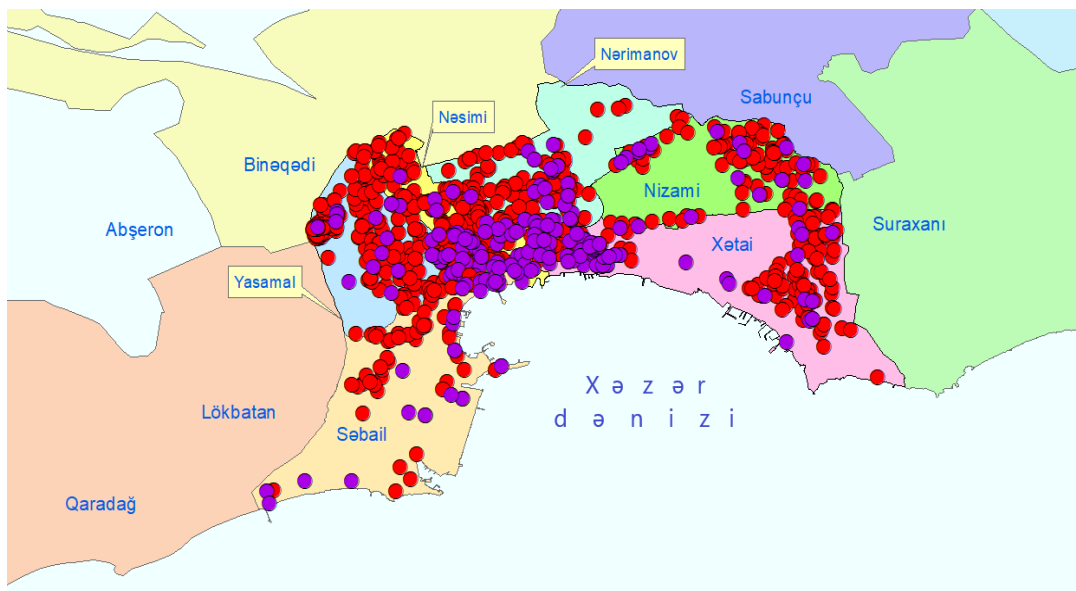 Nərimanov
Sabunçu
Nəsimi
Binəqədi
Nizami
Abşeron
Suraxanı
Xətai
Yasamal
Xəzər
dənizi
Lökbatan
Səbail
Qaradağ